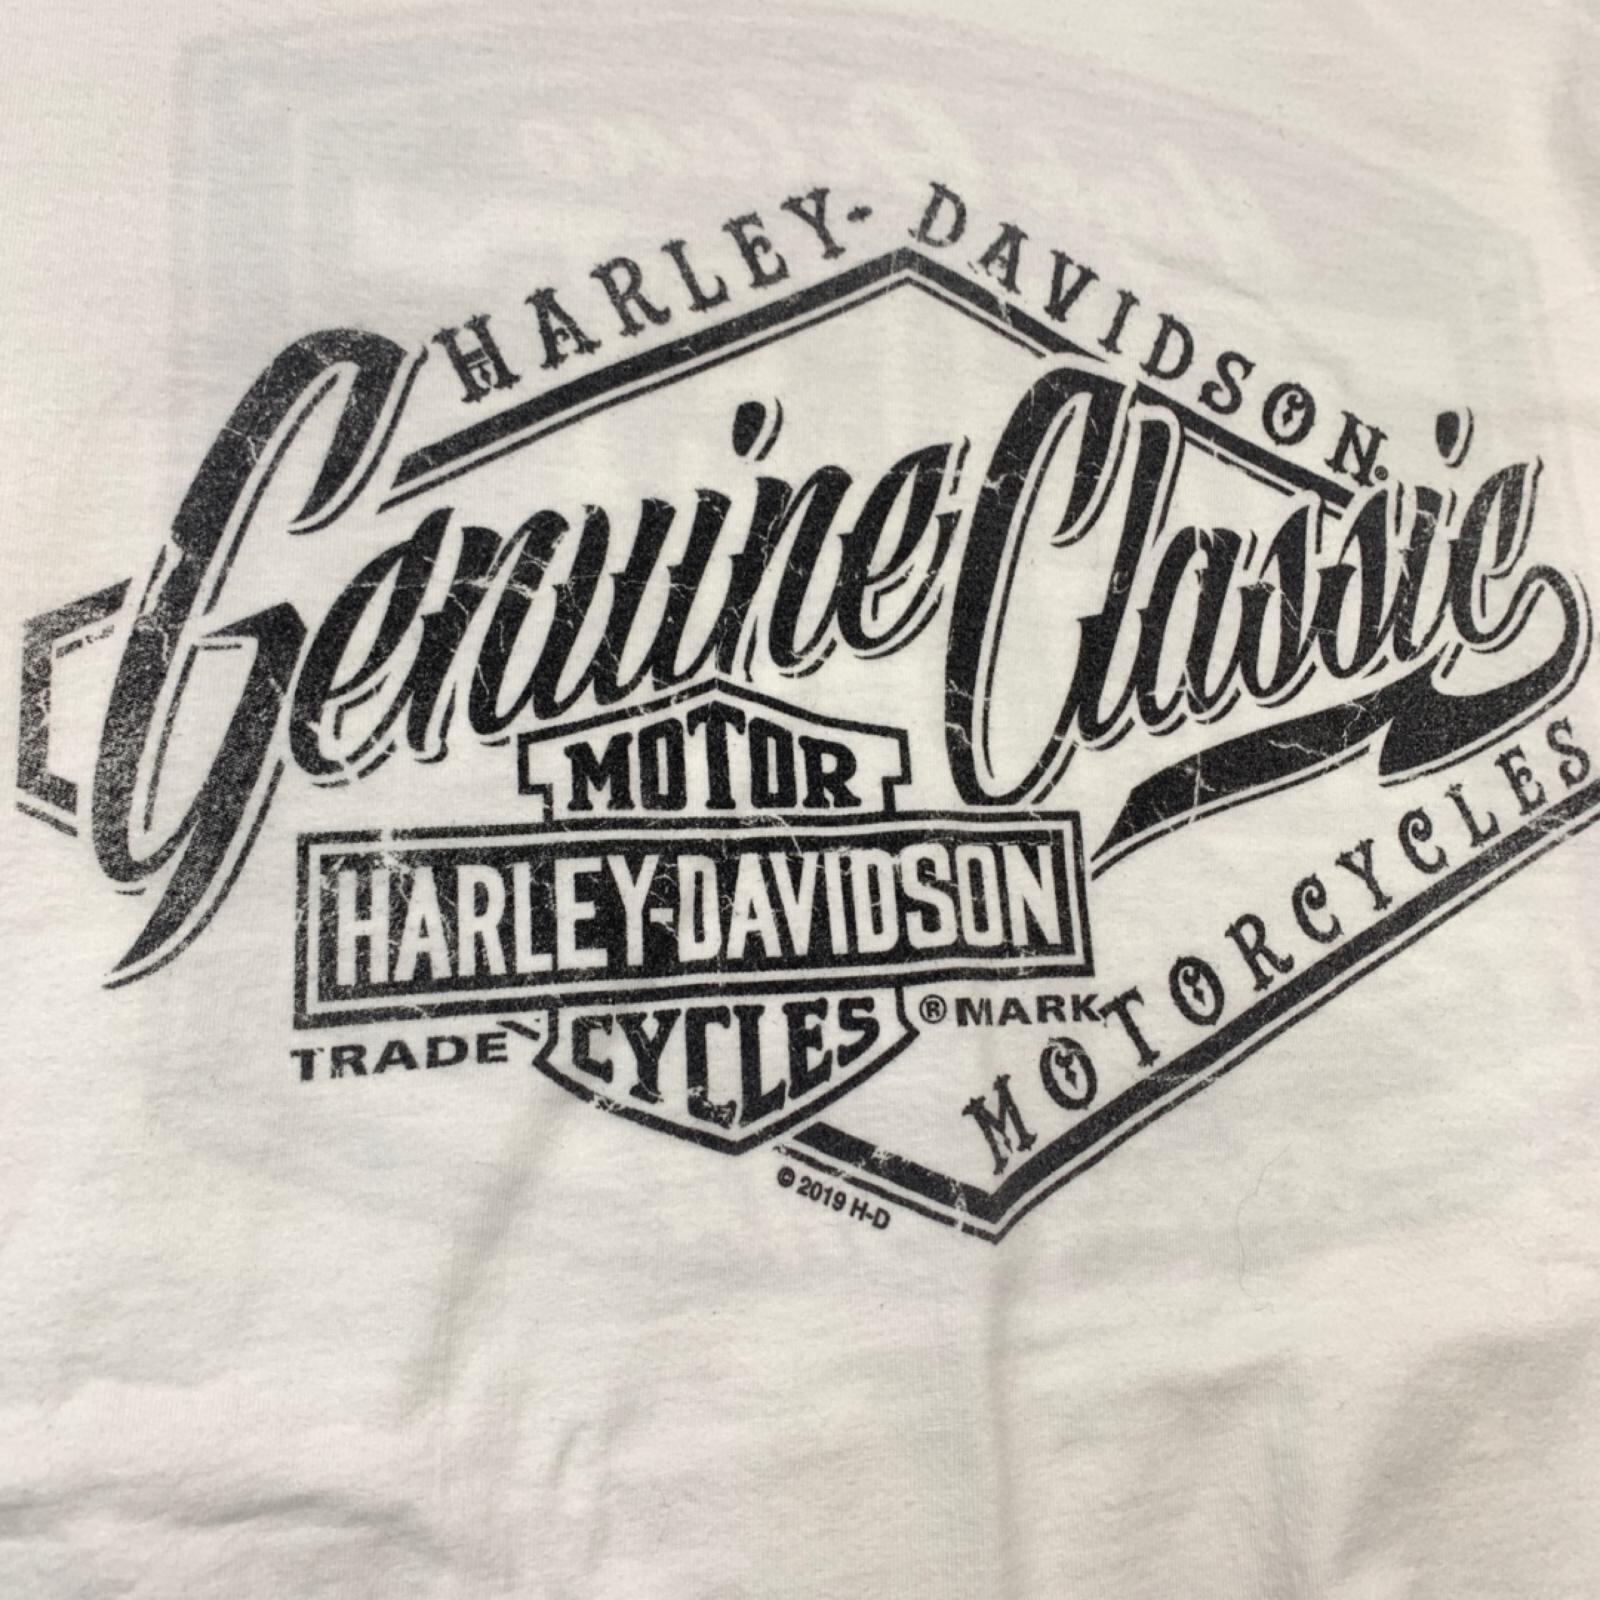 HARLEY-DAVIDSON®
Genuine Classic
MOTOR
HARLEY-DAVIDSON
CYCLES
TRADE ® MARK
MOTORCYCLES
© 2019 H-D